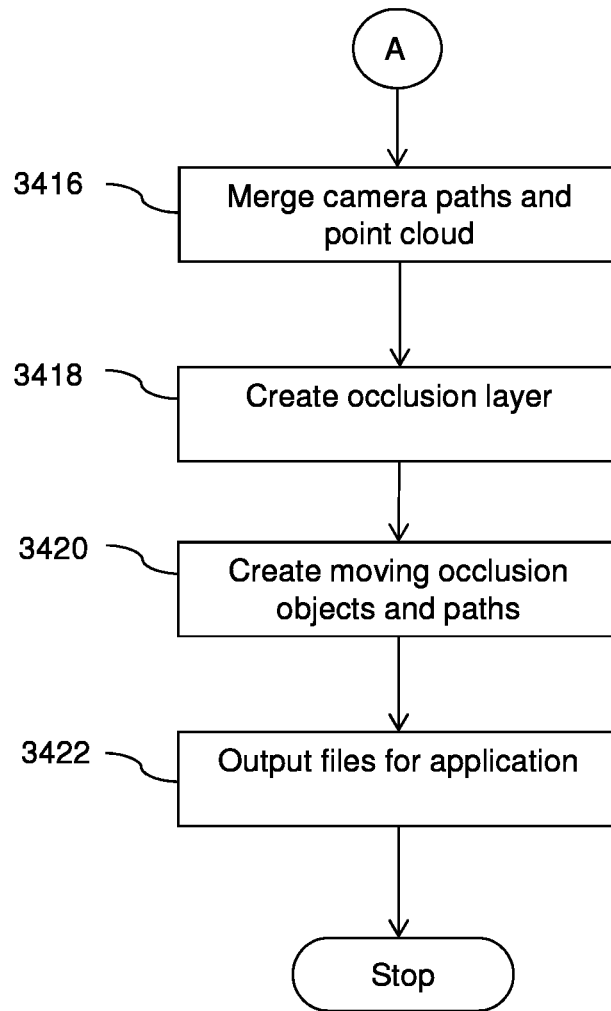 A
3416
Merge camera paths and
point cloud
3418
Create occlusion layer
3420
Create moving occlusion
objects and paths
3422
Output files for application
Stop